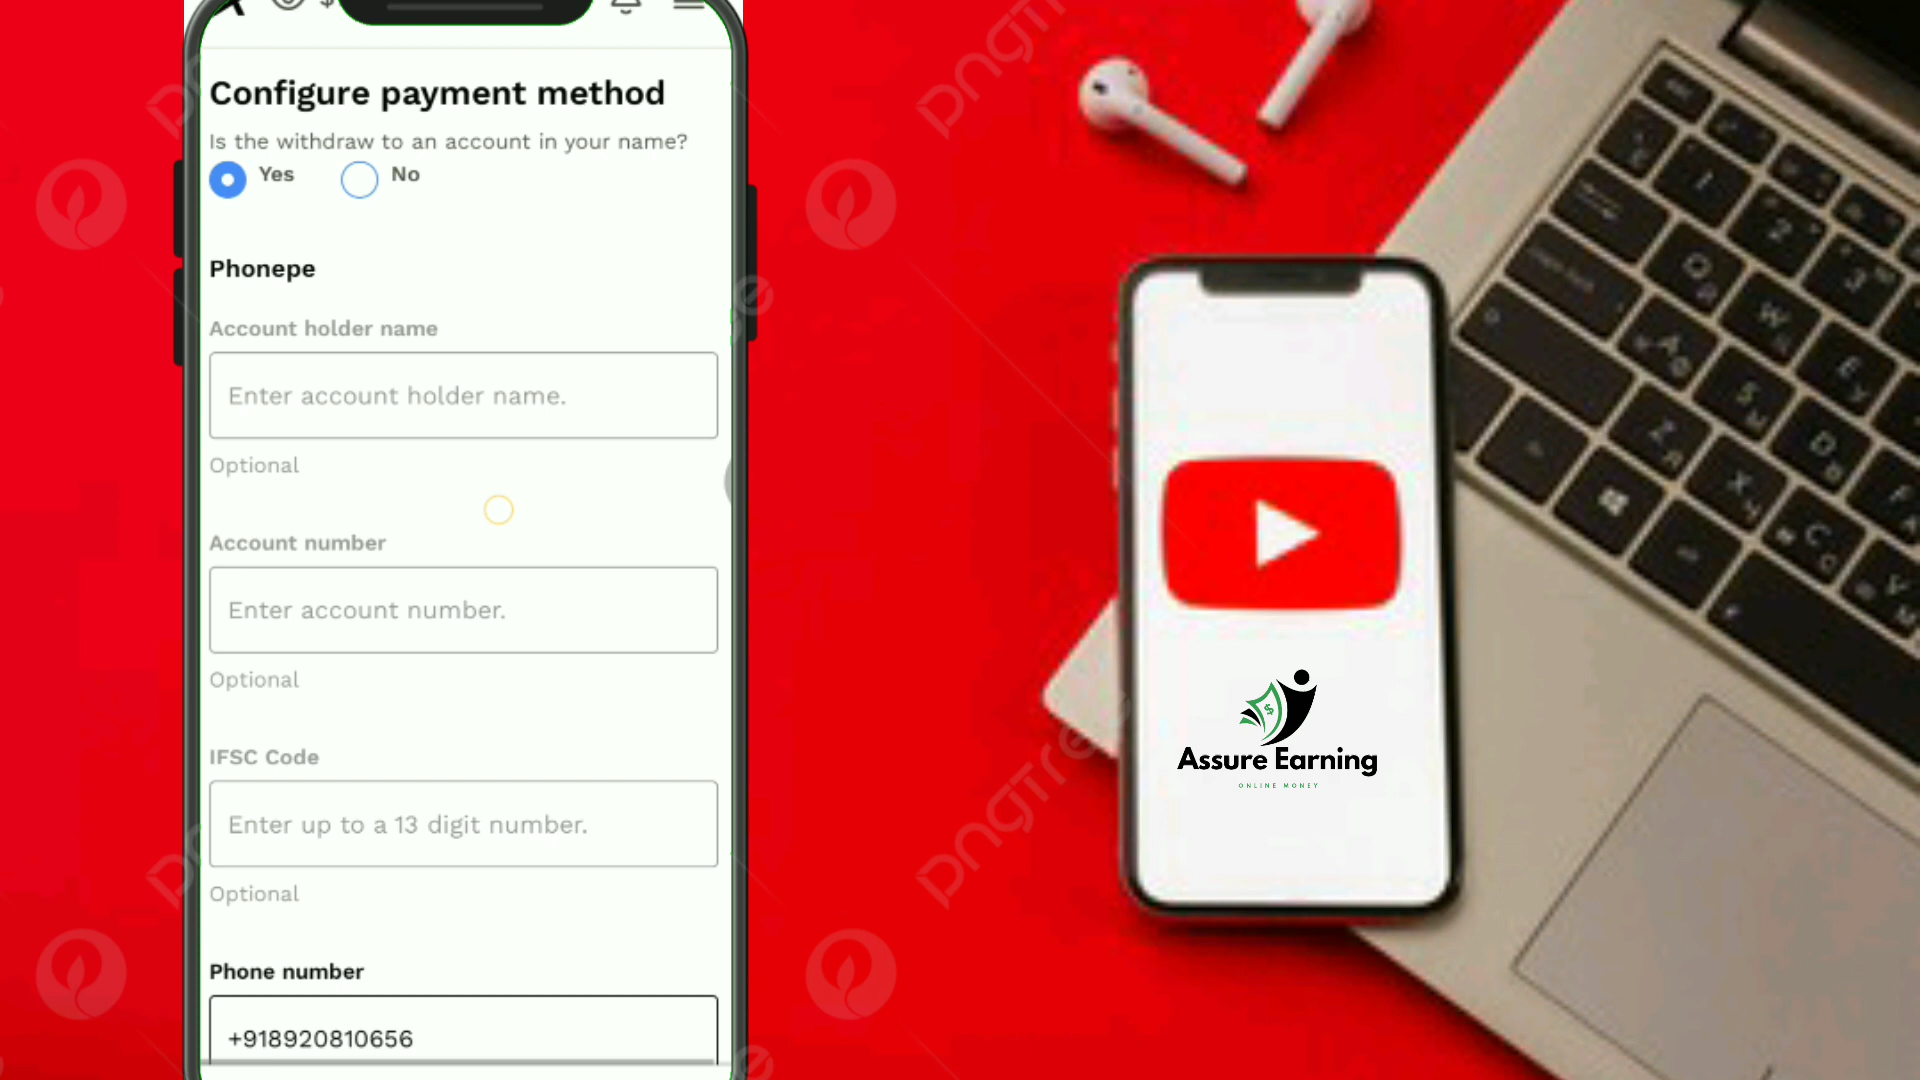 Configure payment method
Is the withdraw to an account in your name?
Yes No
Phonepe
Account holder name
Enter account holder name.
Optional
Account number
Enter account number.
Optional
IFSC Code
Enter up to a 13 digit number.
Optional
Phone number
+918920810656
Assure Earning
ONLINE MONEY
pngtree